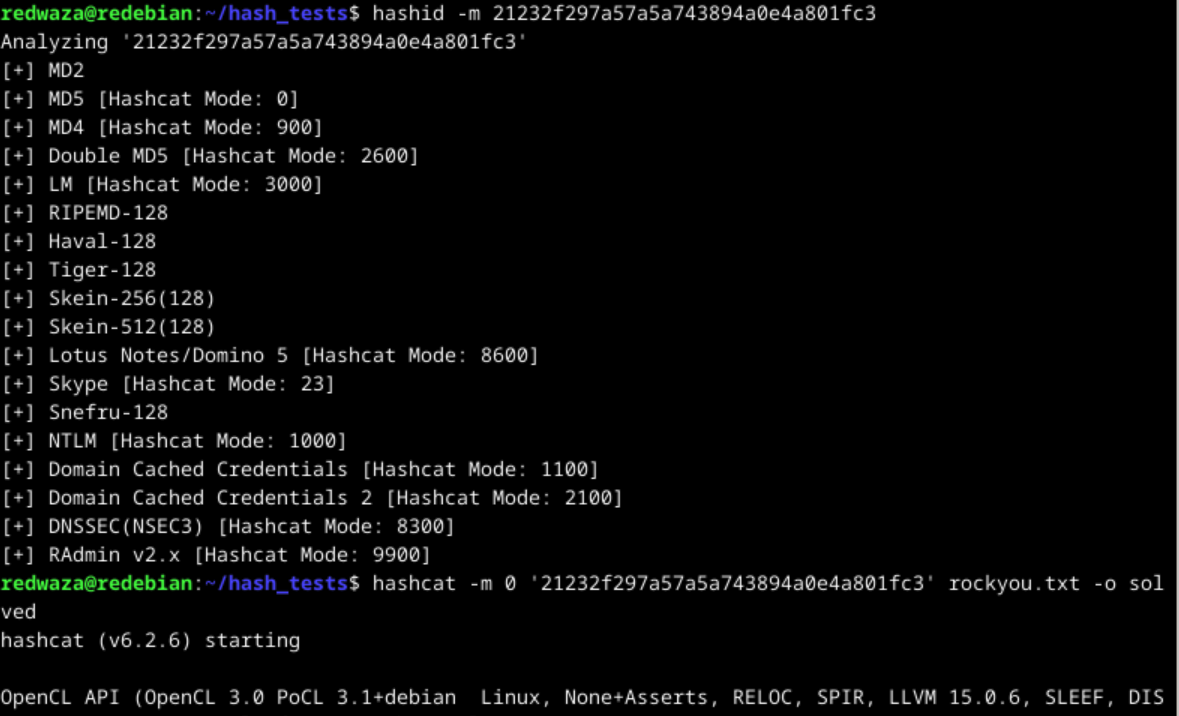 redwaza@redebian:~/hash_tests$ hashid -m 21232f297a57a5a743894a0e4a801fc3
Analyzing '21232f297a57a5a743894a0e4a801fc3'
[+] MD2
[+] MD5 [Hashcat Mode: 0]
[+] MD4 [Hashcat Mode: 900]
[+] Double MD5 [Hashcat Mode: 2600]
[+] LM [Hashcat Mode: 3000]
[+] RIPEMD-128
[+] Haval-128
[+] Tiger-128
[+] Skein-256(128)
[+] Skein-512(128)
[+] Lotus Notes/Domino 5 [Hashcat Mode: 8600]
[+] Skype [Hashcat Mode: 23]
[+] Snefru-128
[+] NTLM [Hashcat Mode: 1000]
[+] Domain Cached Credentials [Hashcat Mode: 1100]
[+] Domain Cached Credentials 2 [Hashcat Mode: 2100]
[+] DNSSEC(NSEC3) [Hashcat Mode: 8300]
[+] RAdmin v2.x [Hashcat Mode: 9900]
redwaza@redebian:~/hash_tests$ hashcat -m 0 '21232f297a57a5a743894a0e4a801fc3' rockyou.txt -o sol
ved
hashcat (v6.2.6) starting
OpenCL API (OpenCL 3.0 PoCL 3.1+debian  Linux, None+Asserts, RELOC, SPIR, LLVM 15.0.6, SLEEF, DIS